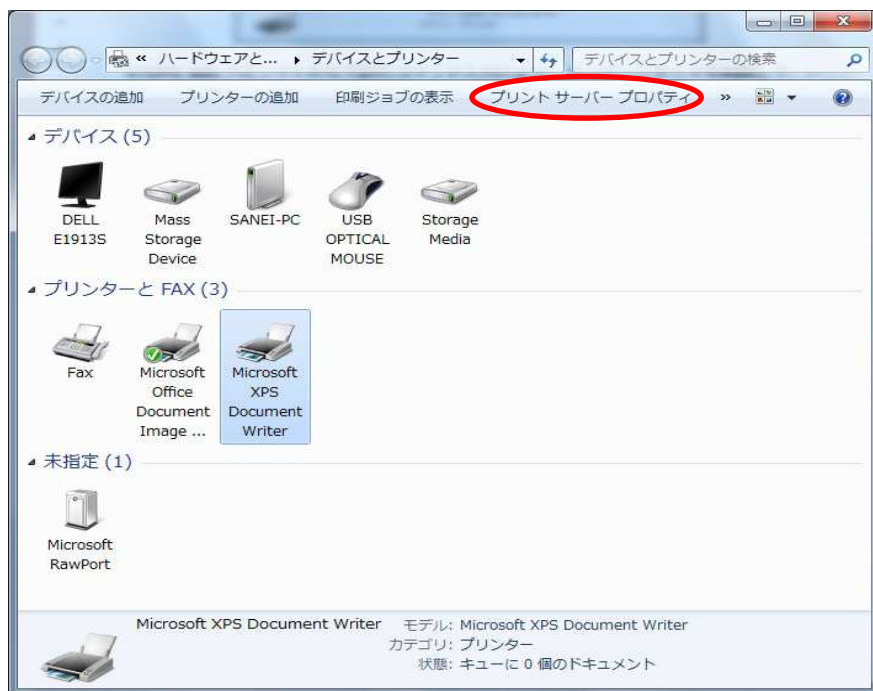 « ハードウェアと... ▸ デバイスとプリンター
デバイスとプリンターの検索
デバイスの追加 プリンターの追加 印刷ジョブの表示 プリント サーバー プロパティ »
デバイス (5)
DELL
E1913S
Mass
Storage
Device
SANEI-PC
USB
OPTICAL
MOUSE
Storage
Media
プリンターと FAX (3)
Fax
Microsoft
Office
Document
Image ...
Microsoft
XPS
Document
Writer
未指定 (1)
Microsoft
RawPort
Microsoft XPS Document Writer モデル: Microsoft XPS Document Writer
カテゴリ: プリンター
状態: キューに 0 個のドキュメント